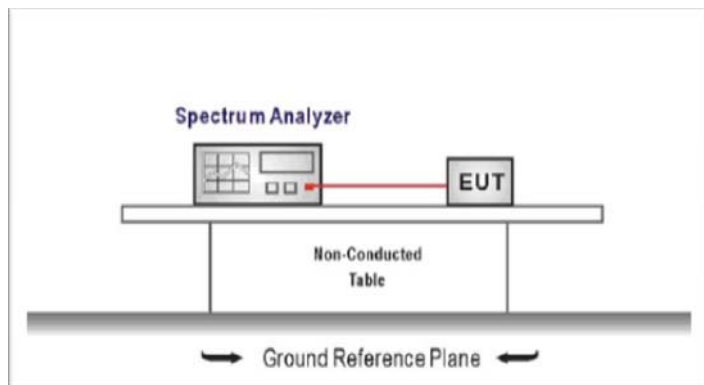 Spectrum Analyzer
EUT
Non-Conducted
Table
Ground Reference Plane